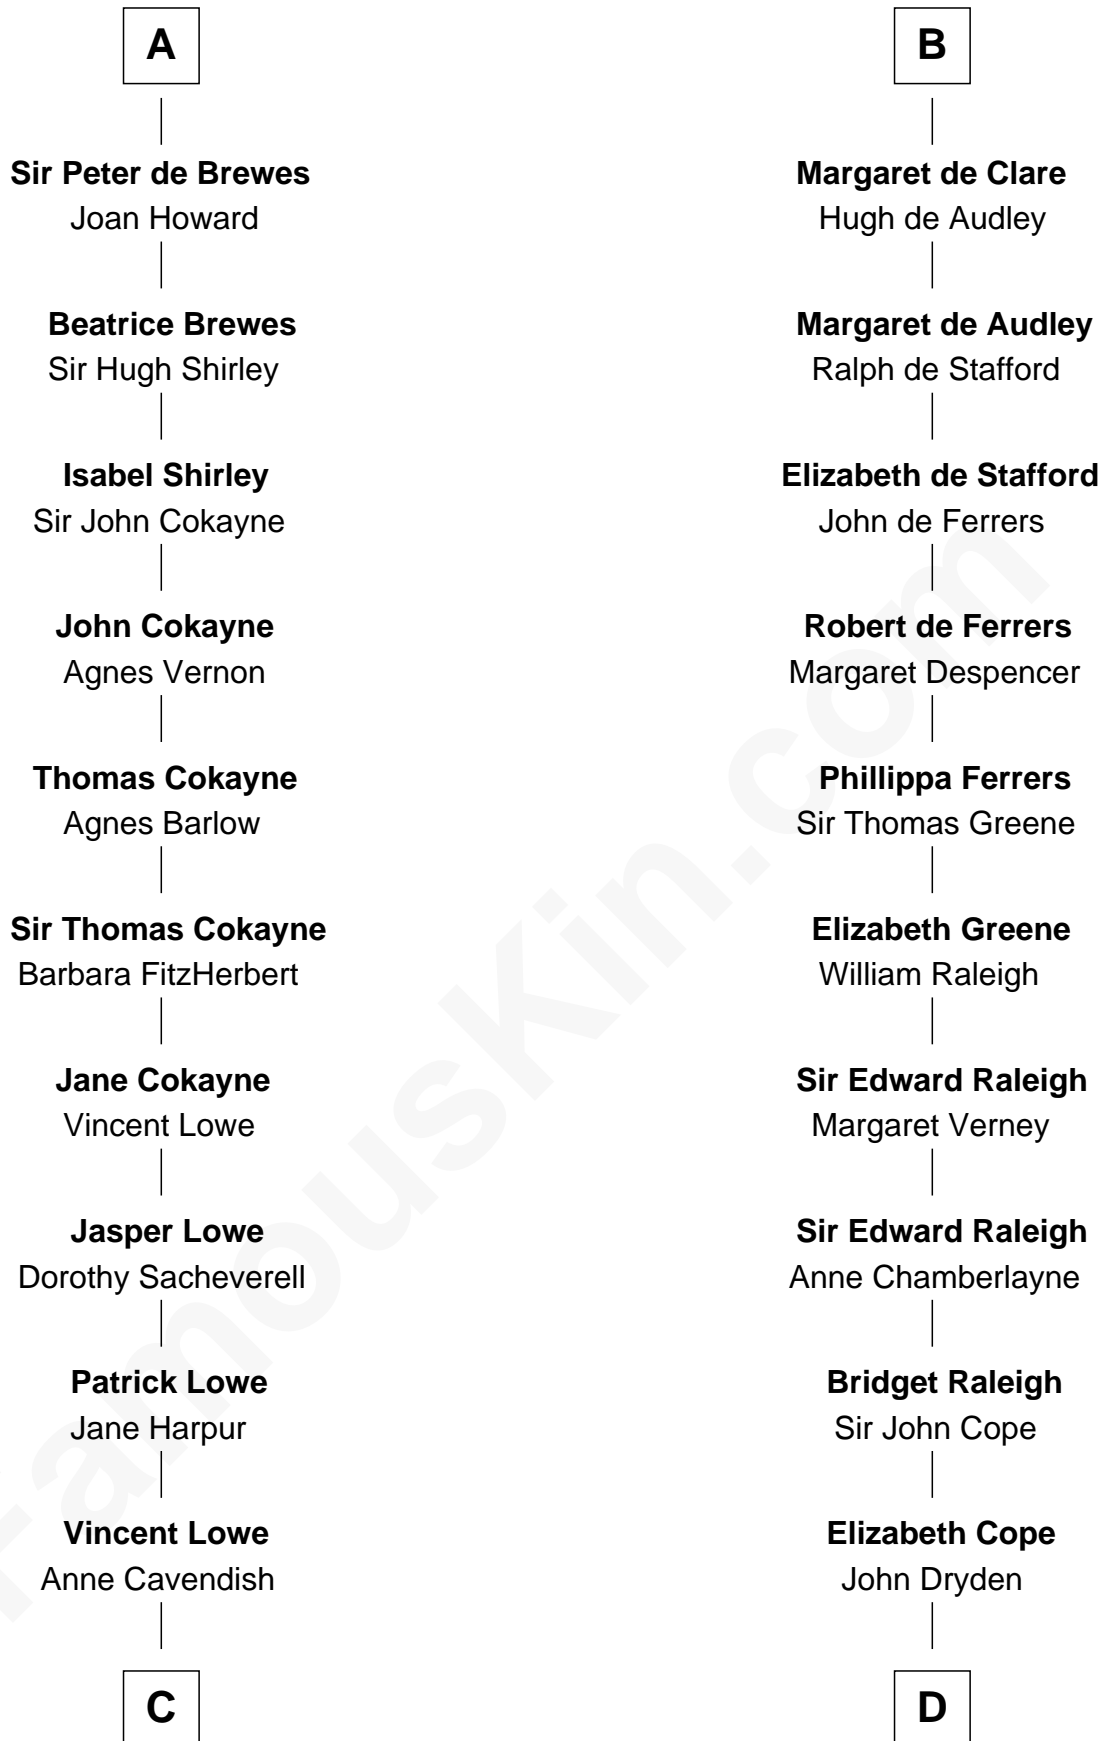 A
Sir Peter de Brewes
Joan Howard
Beatrice Brewes
Sir Hugh Shirley
Isabel Shirley
Sir John Cokayne
John Cokayne
Agnes Vernon
Thomas Cokayne
Agnes Barlow
Sir Thomas Cokayne
Barbara FitzHerbert
Jane Cokayne
Vincent Lowe
Jasper Lowe
Dorothy Sacheverell
Patrick Lowe
Jane Harpur
Vincent Lowe
Anne Cavendish
C
B
Margaret de Clare
Hugh de Audley
Margaret de Audley
Ralph de Stafford
Elizabeth de Stafford
John de Ferrers
Robert de Ferrers
Margaret Despencer
Phillippa Ferrers
Sir Thomas Greene
Elizabeth Greene
William Raleigh
Sir Edward Raleigh
Margaret Verney
Sir Edward Raleigh
Anne Chamberlayne
Bridget Raleigh
Sir John Cope
Elizabeth Cope
John Dryden
D
FamousKin.com